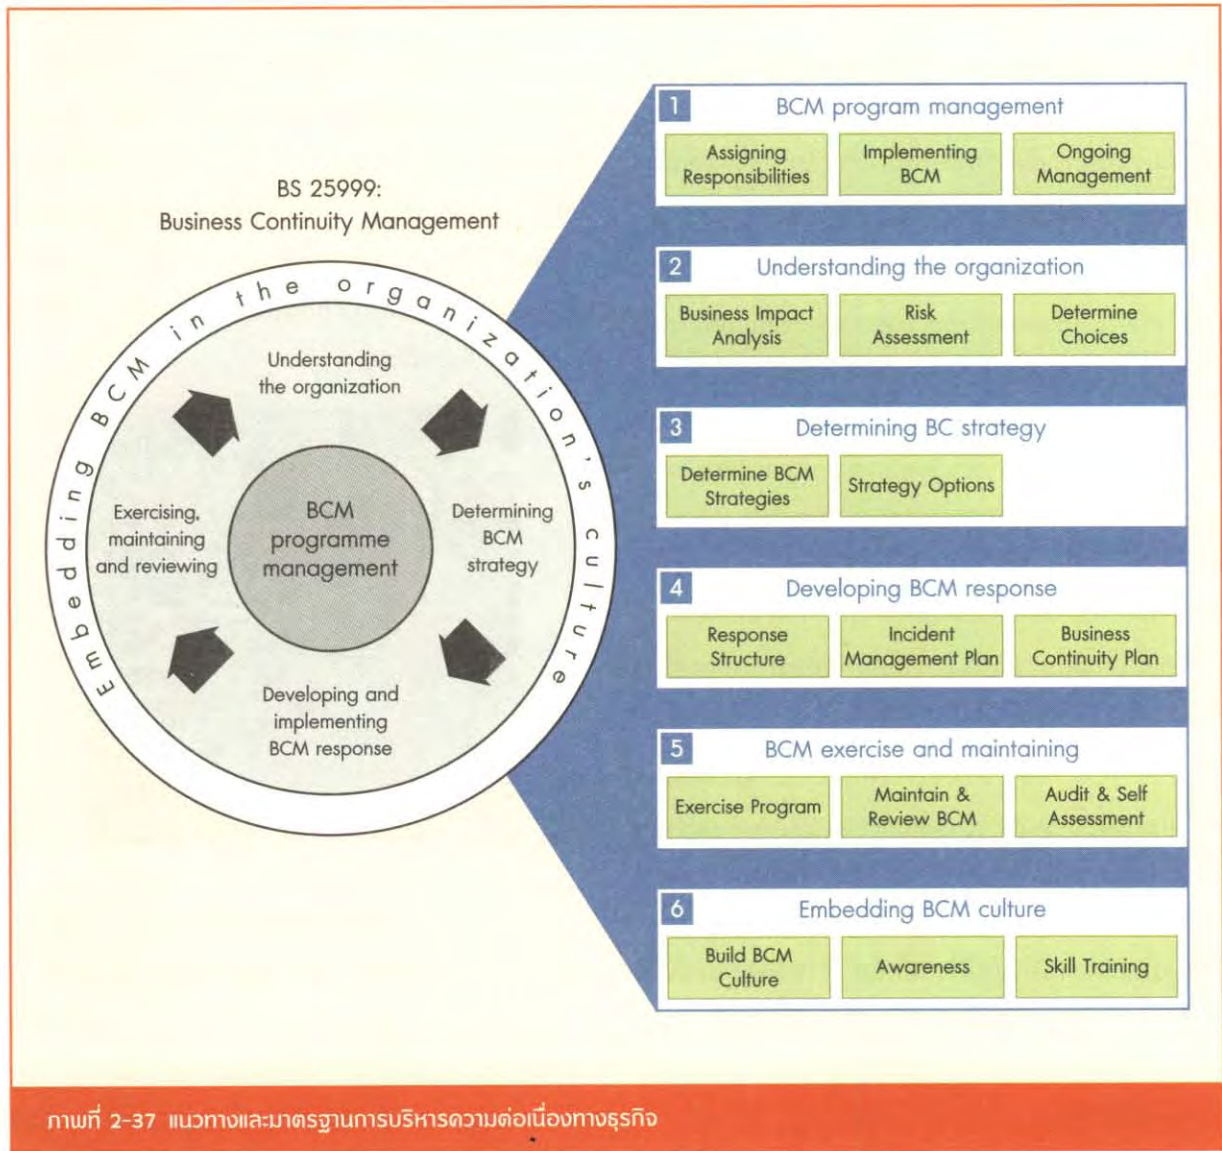 BS 25999:
Business Continuity Management
Embedding BCM in the organization's culture
Understanding
the organization
Determining
BCM
strategy
Developing and
implementing
BCM response
Exercising,
maintaining
and reviewing
BCM
programme
management
1 BCM program management
Assigning
Responsibilities
Implementing
BCM
Ongoing
Management
2 Understanding the organization
Business Impact
Analysis
Risk
Assessment
Determine
Choices
3 Determining BC strategy
Determine BCM
Strategies
Strategy Options
4 Developing BCM response
Response
Structure
Incident
Management Plan
Business
Continuity Plan
5 BCM exercise and maintaining
Exercise Program
Maintain &
Review BCM
Audit & Self
Assessment
6 Embedding BCM culture
Build BCM
Culture
Awareness
Skill Training
ภาพที่ 2-37 แนวทางและมาตรฐานการบริหารความต่อเนื่องทางธุรกิจ